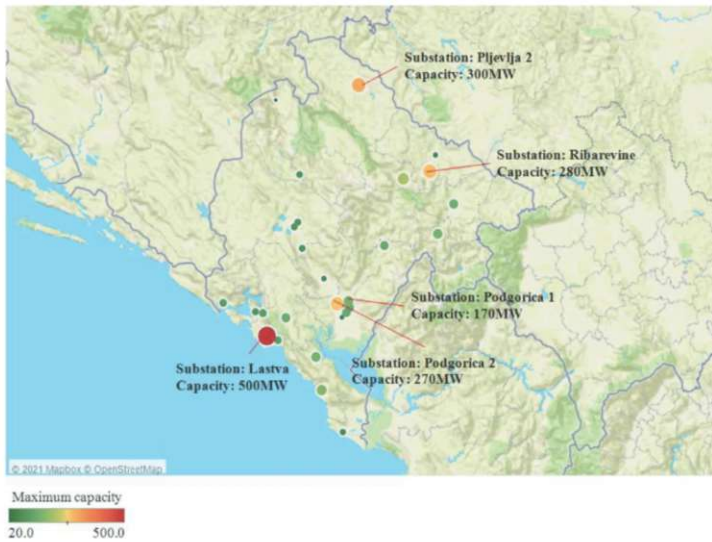 Substation: Pljevlja 2
Capacity: 300MW
Substation: Ribarevine
Capacity: 280MW
Substation: Podgorica 1
Capacity: 170MW
Substation: Podgorica 2
Capacity: 270MW
Substation: Lastva
Capacity: 500MW
© 2021 Mapbox © OpenStreetMap
Maximum capacity
20.0 500.0